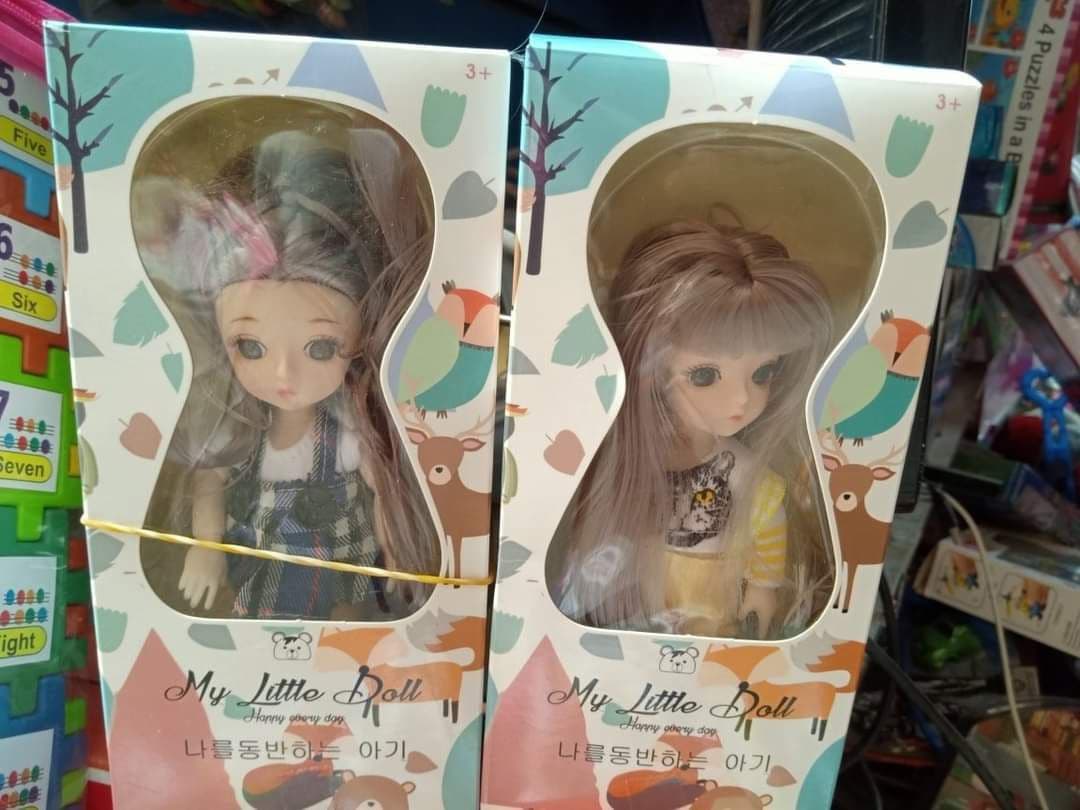 3+
My Little Doll
Happy every day
나를동반하는 아기
3+
My Little Doll
Happy every day
나를동반하는 아기
5
Five
6
Six
7
Seven
ight
4 Puzzles in a B